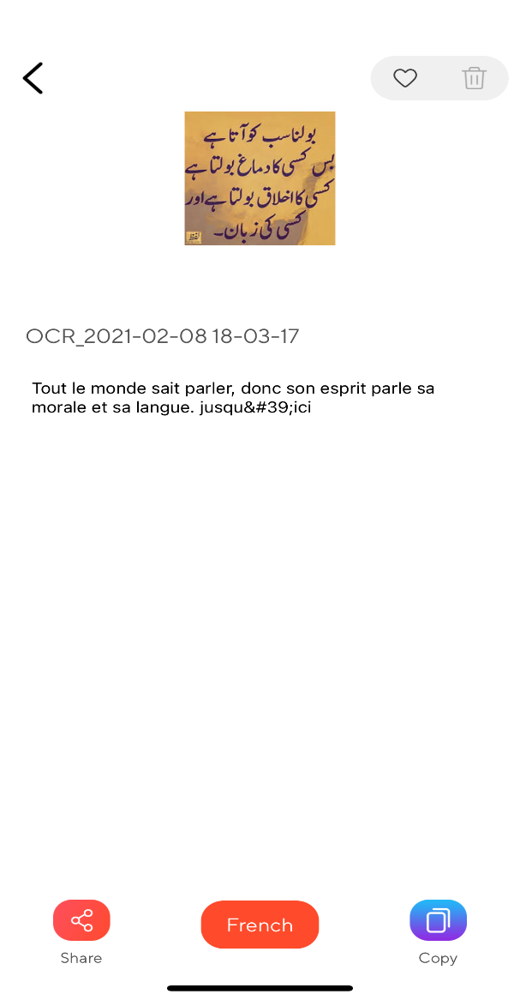 بولنا سب کو آتا ہے
بس کسی کا دماغ بولتا ہے
کسی کا اخلاق بولتا ہے اور
کسی کی زبان۔
لفظ
OCR_2021-02-08 18-03-17
Tout le monde sait parler, donc son esprit parle sa
morale et sa langue. jusqu&#39;ici
French
Share
Copy